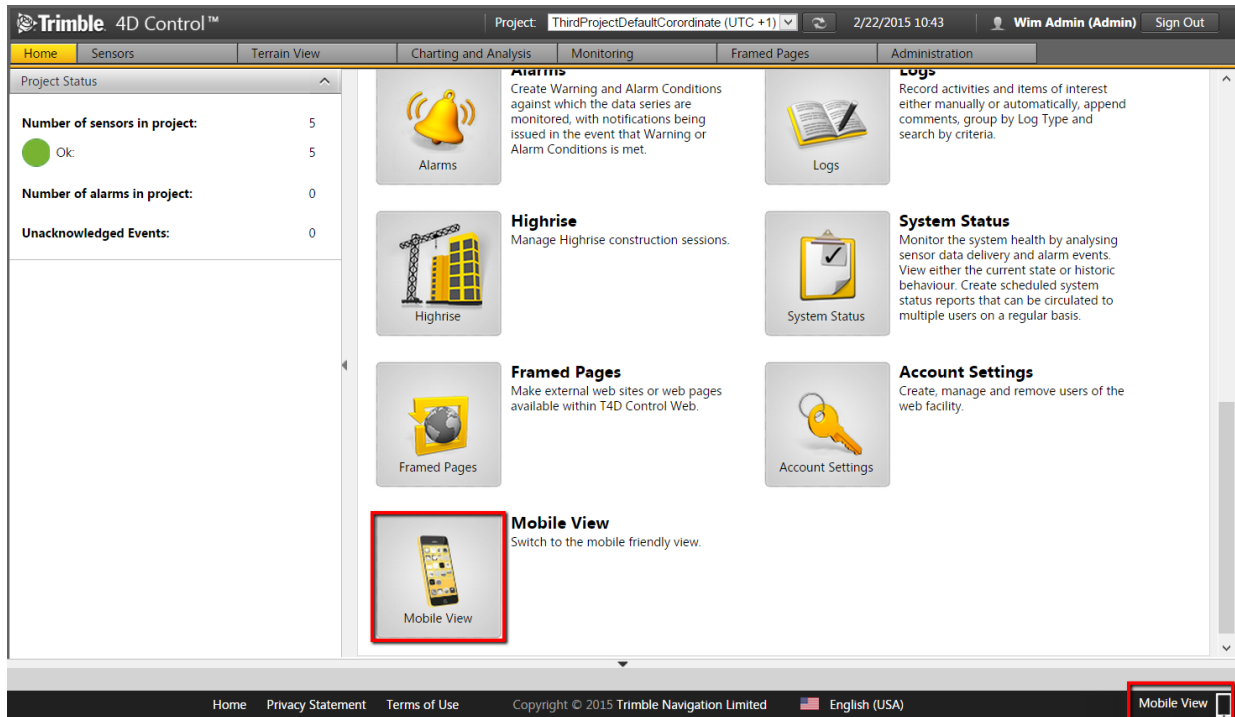 Trimble. 4D Control™
Project: ThirdProjectDefaultCorordinate (UTC +1)
2/22/2015 10:43
Wim Admin (Admin)
Sign Out
Home
Sensors
Terrain View
Charting and Analysis
Monitoring
Framed Pages
Administration
Project Status
Number of sensors in project: 5
Ok: 5
Number of alarms in project: 0
Unacknowledged Events: 0
Alarms
Create Warning and Alarm Conditions
against which the data series are
monitored, with notifications being
issued in the event that Warning or
Alarm Conditions is met.
Alarms
Logs
Record activities and items of interest
either manually or automatically, append
comments, group by Log Type and
search by criteria.
Logs
Highrise
Manage Highrise construction sessions.
Highrise
System Status
Monitor the system health by analysing
sensor data delivery and alarm events.
View either the current state or historic
behaviour. Create scheduled system
status reports that can be circulated to
multiple users on a regular basis.
System Status
Framed Pages
Make external web sites or web pages
available within T4D Control Web.
Framed Pages
Account Settings
Create, manage and remove users of the
web facility.
Account Settings
Mobile View
Switch to the mobile friendly view.
Mobile View
Home
Privacy Statement
Terms of Use
Copyright © 2015 Trimble Navigation Limited
English (USA)
Mobile View